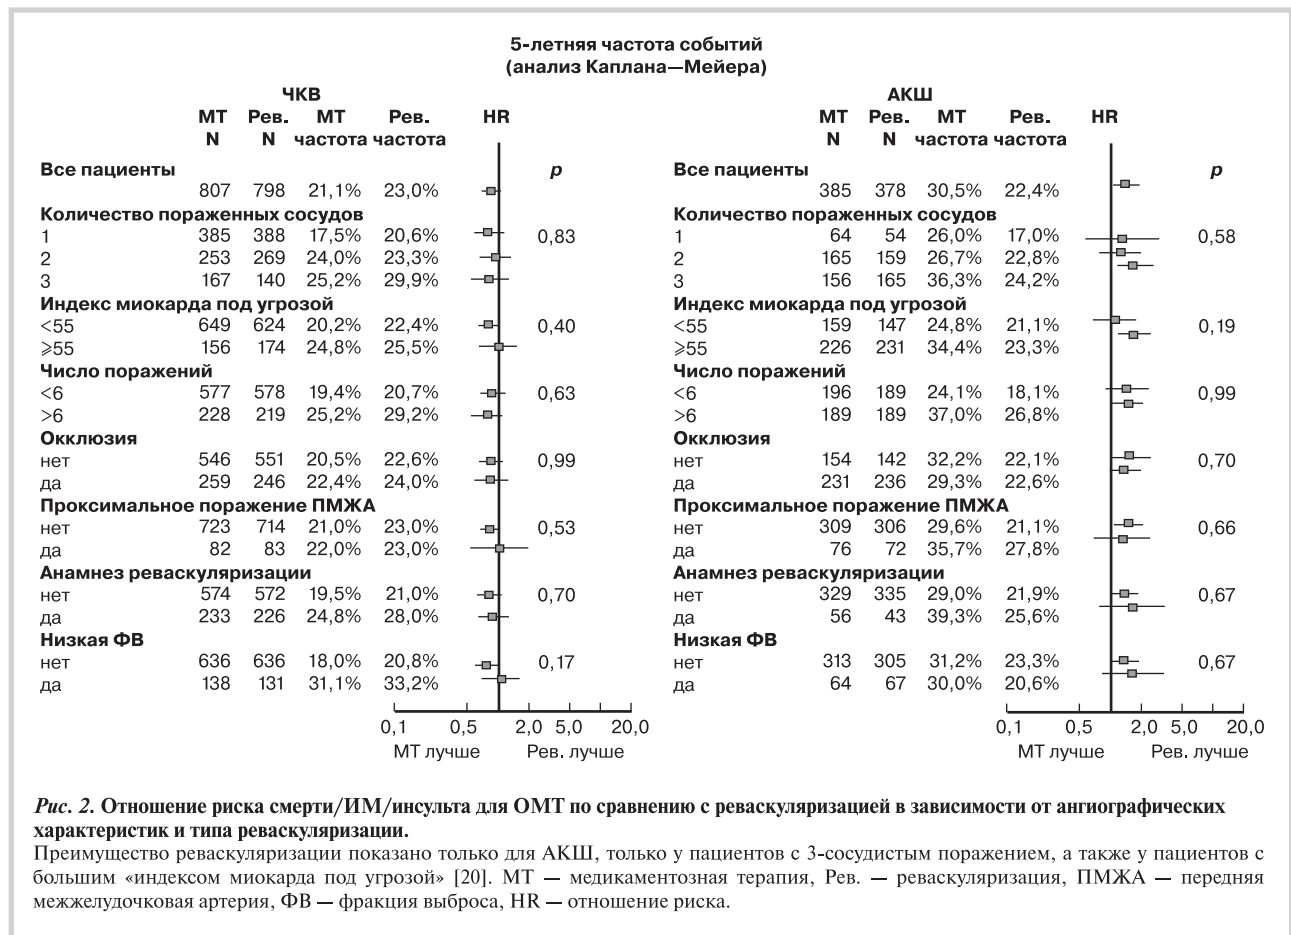 5-летняя частота событий
(анализ Каплана—Мейера)
ЧКВ
МТ Рев. МТ Рев. HR
N N частота частота
p
Все пациенты
807 798 21,1% 23,0%
Количество пораженных сосудов
1 385 388 17,5% 20,6% 0,83
2 253 269 24,0% 23,3%
3 167 140 25,2% 29,9%
Индекс миокарда под угрозой
<55 649 624 20,2% 22,4% 0,40
⩾55 156 174 24,8% 25,5%
Число поражений
<6 577 578 19,4% 20,7% 0,63
>6 228 219 25,2% 29,2%
Окклюзия
нет 546 551 20,5% 22,6% 0,99
да 259 246 22,4% 24,0%
Проксимальное поражение ПМЖА
нет 723 714 21,0% 23,0% 0,53
да 82 83 22,0% 23,0%
Анамнез реваскуляризации
нет 574 572 19,5% 21,0% 0,70
да 233 226 24,8% 28,0%
Низкая ФВ
нет 636 636 18,0% 20,8% 0,17
да 138 131 31,1% 33,2%
0,1 0,5 2,0 5,0 20,0
МТ лучше Рев. лучше
АКШ
МТ Рев. МТ Рев. HR
N N частота частота
p
Все пациенты
385 378 30,5% 22,4%
Количество пораженных сосудов
1 64 54 26,0% 17,0% 0,58
2 165 159 26,7% 22,8%
3 156 165 36,3% 24,2%
Индекс миокарда под угрозой
<55 159 147 24,8% 21,1% 0,19
⩾55 226 231 34,4% 23,3%
Число поражений
<6 196 189 24,1% 18,1% 0,99
>6 189 189 37,0% 26,8%
Окклюзия
нет 154 142 32,2% 22,1% 0,70
да 231 236 29,3% 22,6%
Проксимальное поражение ПМЖА
нет 309 306 29,6% 21,1% 0,66
да 76 72 35,7% 27,8%
Анамнез реваскуляризации
нет 329 335 29,0% 21,9% 0,67
да 56 43 39,3% 25,6%
Низкая ФВ
нет 313 305 31,2% 23,3% 0,67
да 64 67 30,0% 20,6%
0,1 0,5 2,0 5,0 20,0
МТ лучше Рев. лучше
Рис. 2. Отношение риска смерти/ИМ/инсульта для ОМТ по сравнению с реваскуляризацией в зависимости от ангиографических
характеристик и типа реваскуляризации.
Преимущество реваскуляризации показано только для АКШ, только у пациентов с 3-сосудистым поражением, а также у пациентов с
большим «индексом миокарда под угрозой» [20]. МТ — медикаментозная терапия, Рев. — реваскуляризация, ПМЖА — передняя
межжелудочковая артерия, ФВ — фракция выброса, HR — отношение риска.